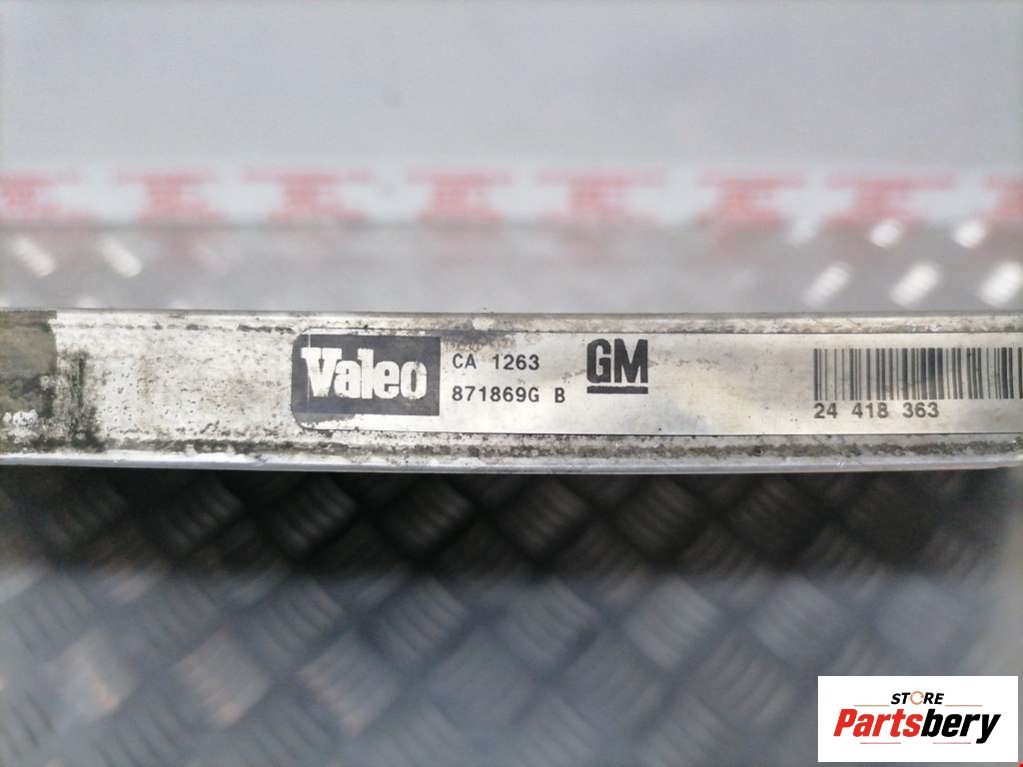 Valeo
CA 1263
871869G B
GM
24 418 363
STORE
Partsbery